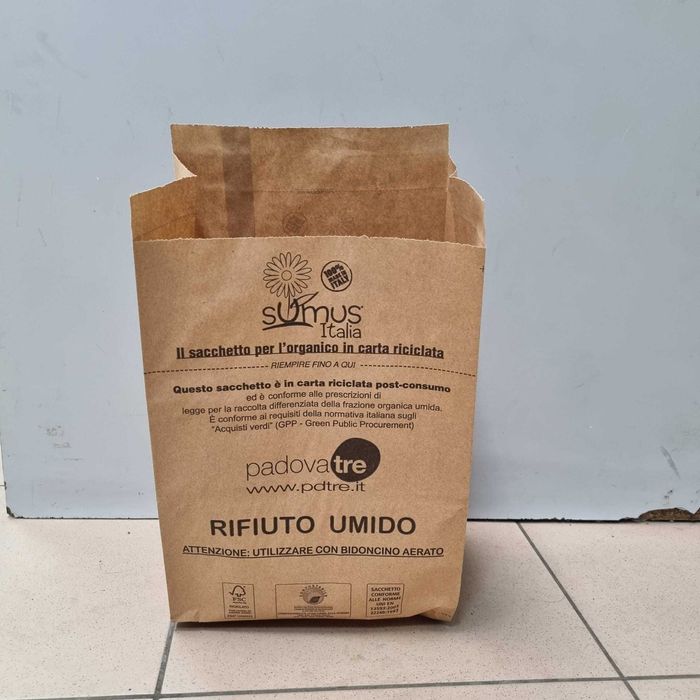 100%
MADE IN
ITALY
sumus
Italia
Il sacchetto per l'organico in carta riciclata
RIEMPIRE FINO A QUI
Questo sacchetto è in carta riciclata post-consumo
ed è conforme alle prescrizioni di
legge per la raccolta differenziata della frazione organica umida.
È conforme ai requisiti della normativa italiana sugli
"Acquisti verdi" (GPP - Green Public Procurement)
padovatre
www.pdtre.it
RIFIUTO UMIDO
ATTENZIONE: UTILIZZARE CON BIDONCINO AERATO
FSC
SACCHETTO
CONFORME
ALLE NORME
UNI EN